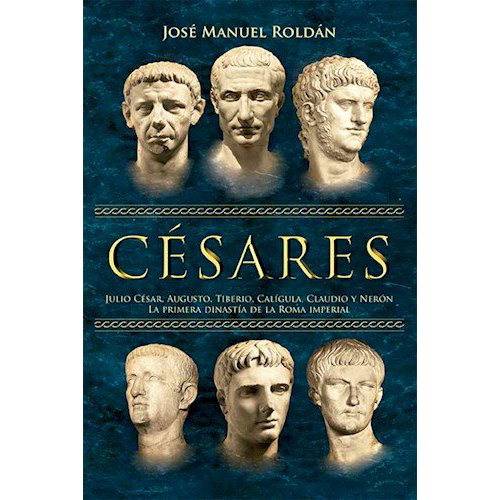 JOSÉ MANUEL ROLDÁN
CÉSARES
JULIO CÉSAR, AUGUSTO, TIBERIO, CALÍGULA, CLAUDIO Y NERÓN
LA PRIMERA DINASTÍA DE LA ROMA IMPERIAL